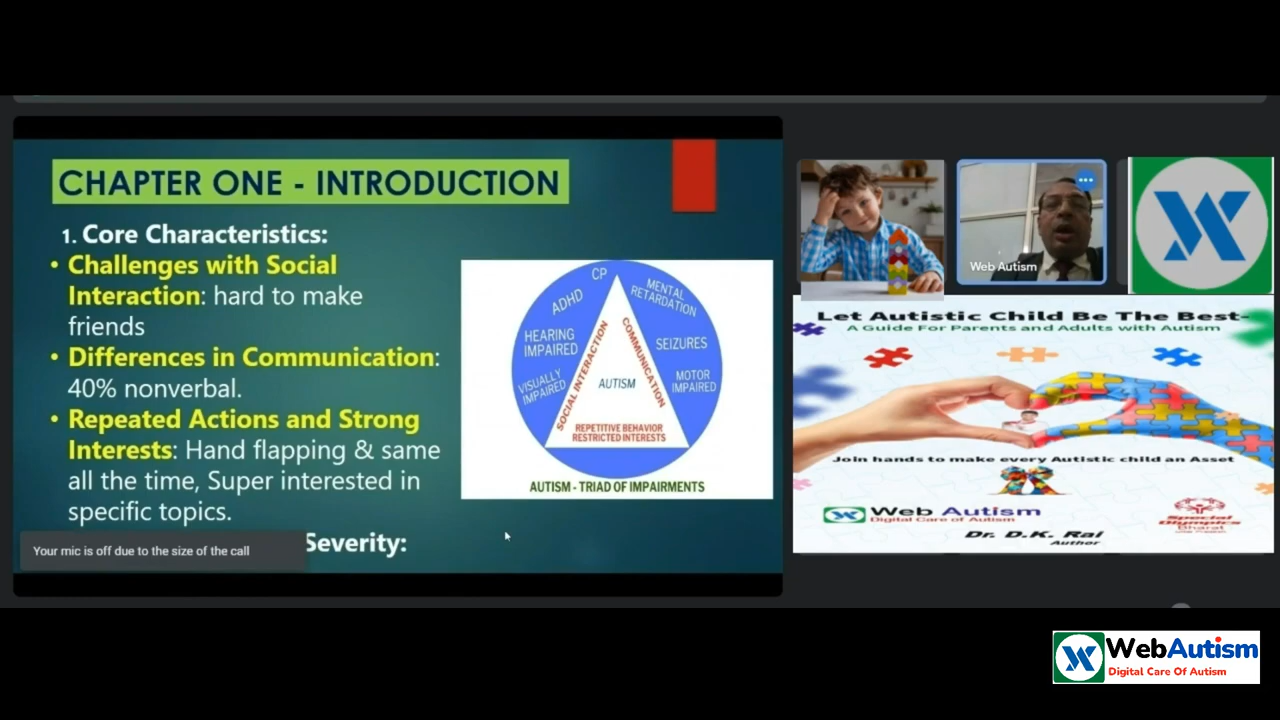 CHAPTER ONE - INTRODUCTION
1. Core Characteristics:
• Challenges with Social
Interaction: hard to make
friends
• Differences in Communication:
40% nonverbal.
• Repeated Actions and Strong
Interests: Hand flapping & same
all the time, Super interested in
specific topics.
Severity:
Your mic is off due to the size of the call
CP
ADHD
MENTAL
RETARDATION
HEARING
IMPAIRED
SEIZURES
VISUALLY
IMPAIRED
MOTOR
IMPAIRED
SOCIAL INTERACTION
COMMUNICATION
AUTISM
REPETITIVE BEHAVIOR
RESTRICTED INTERESTS
AUTISM - TRIAD OF IMPAIRMENTS
Web Autism
Let Autistic Child Be The Best-
A Guide For Parents and Adults with Autism
Join hands to make every Autistic child an Asset
Web Autism
Digital Care of Autism
Special
Olympics
Bharat
Dr. D.K. Rai
Author
WebAutism
Digital Care Of Autism